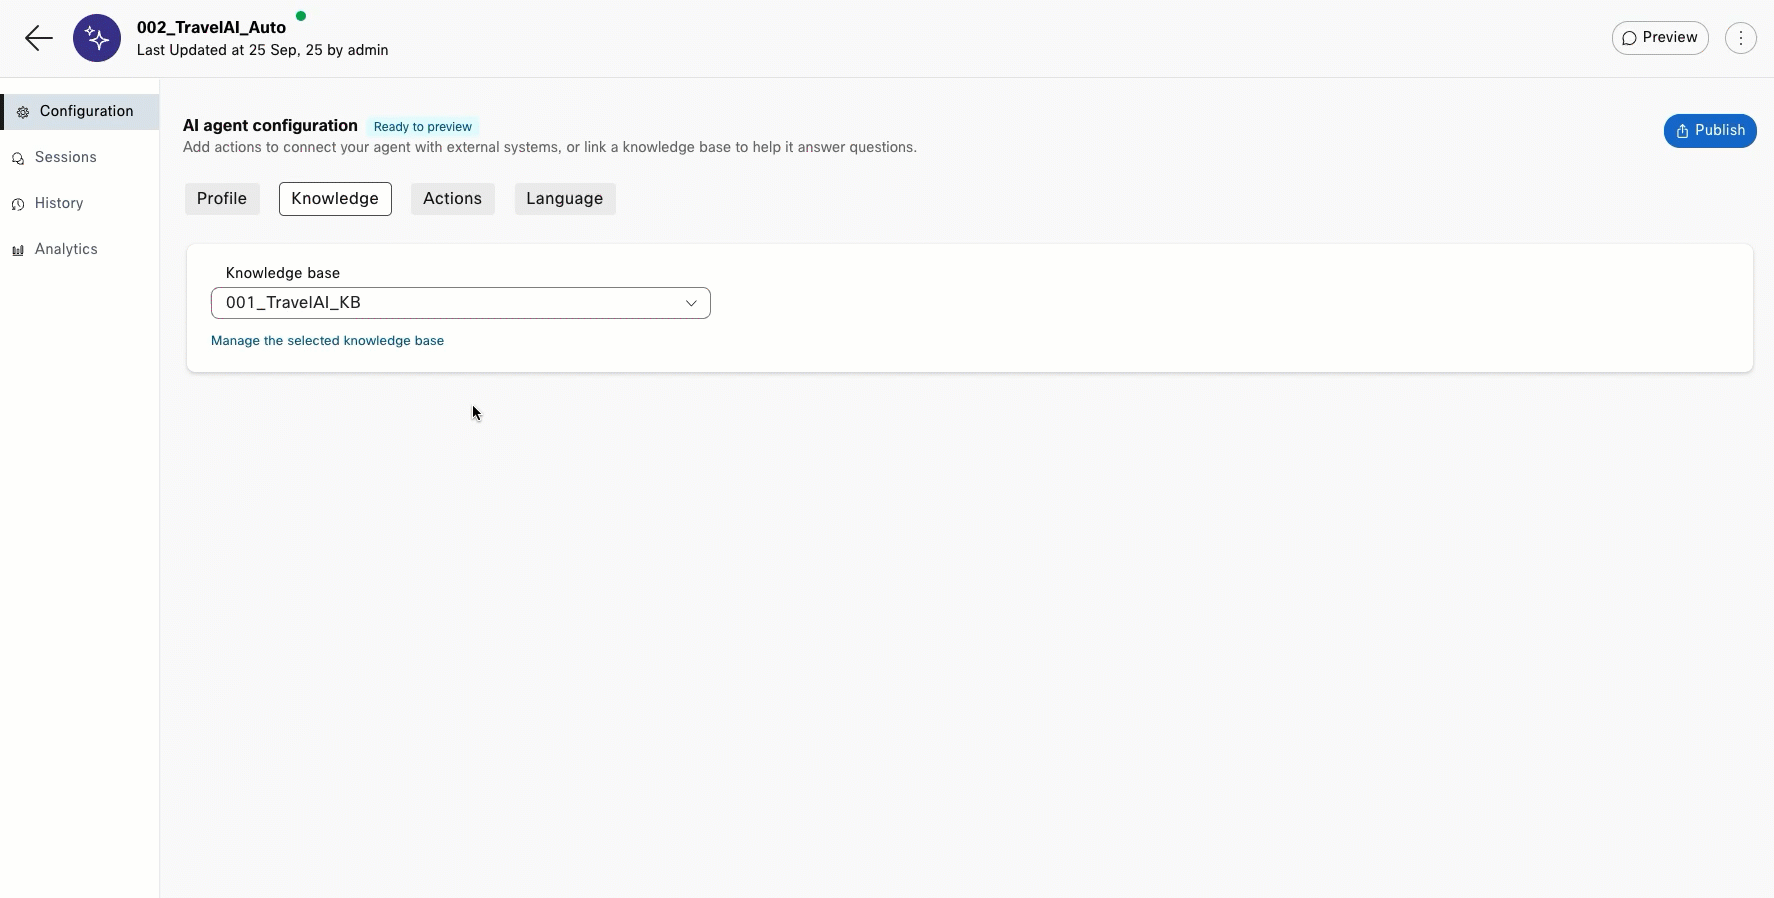 002_TravelAI_Auto
Last Updated at 25 Sep, 25 by admin
Preview
Configuration
Sessions
History
Analytics
AI agent configuration Ready to preview
Add actions to connect your agent with external systems, or link a knowledge base to help it answer questions.
Publish
Profile Knowledge Actions Language
Knowledge base
001_TravelAI_KB
Manage the selected knowledge base